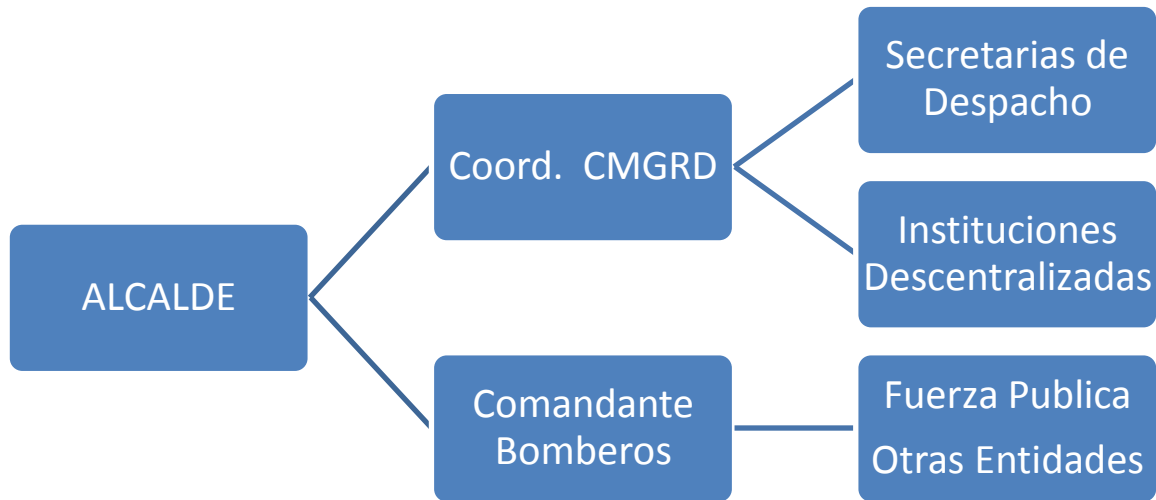 ALCALDE
Coord. CMGRD
Secretarias de
Despacho
Instituciones
Descentralizadas
Comandante
Bomberos
Fuerza Publica
Otras Entidades